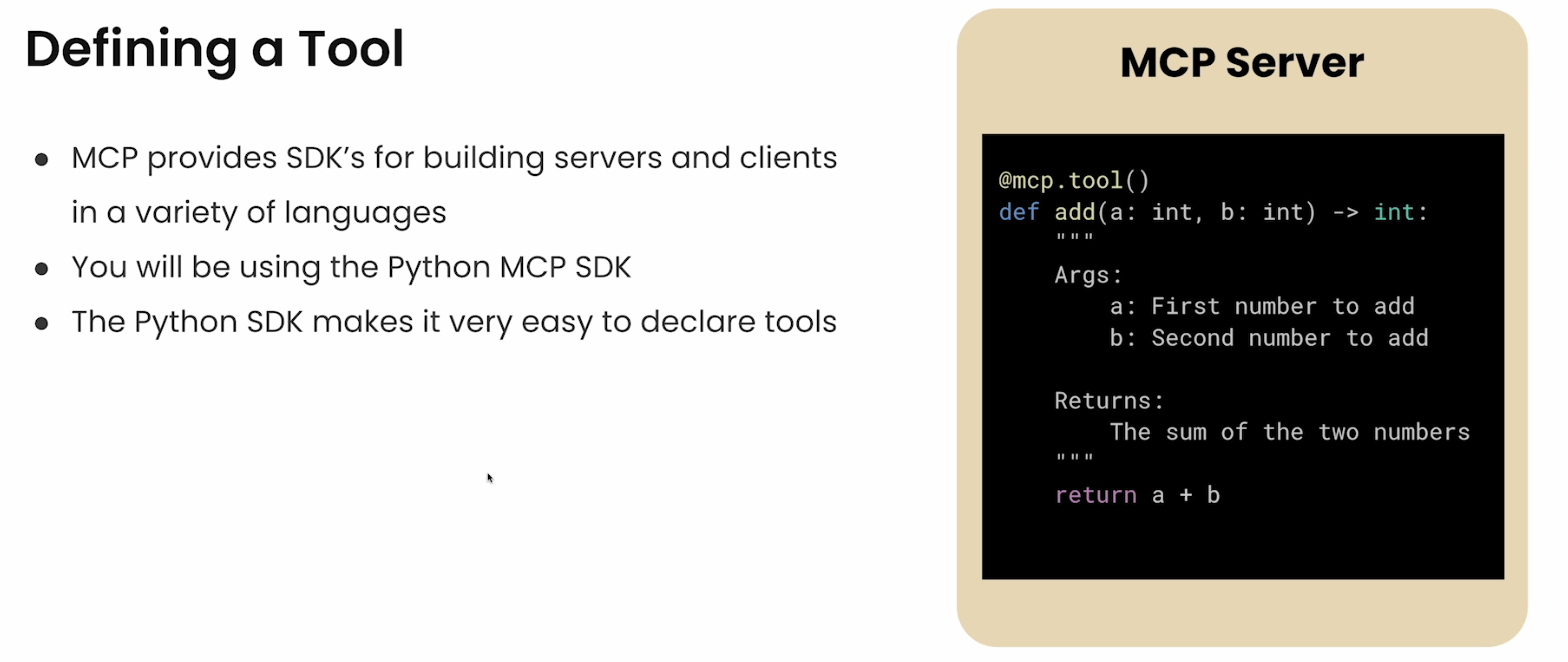 Defining a Tool
● MCP provides SDK’s for building servers and clients
in a variety of languages
● You will be using the Python MCP SDK
● The Python SDK makes it very easy to declare tools
MCP Server
@mcp.tool()
def add(a: int, b: int) -> int:
    """
    Args:
        a: First number to add
        b: Second number to add

    Returns:
        The sum of the two numbers
    """
    return a + b